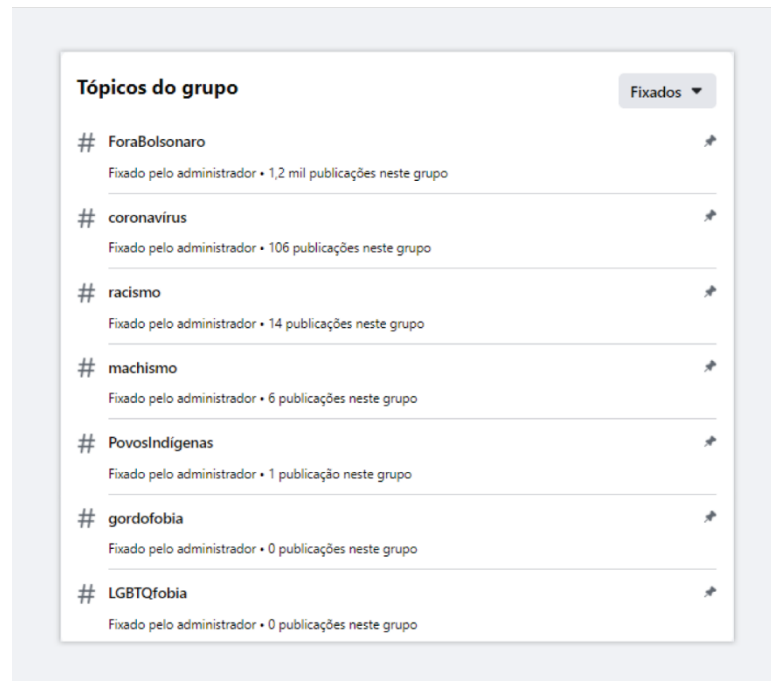 Tópicos do grupo
Fixados
# ForaBolsonaro
Fixado pelo administrador • 1,2 mil publicações neste grupo
# coronavírus
Fixado pelo administrador • 106 publicações neste grupo
# racismo
Fixado pelo administrador • 14 publicações neste grupo
# machismo
Fixado pelo administrador • 6 publicações neste grupo
# PovosIndígenas
Fixado pelo administrador • 1 publicação neste grupo
# gordofobia
Fixado pelo administrador • 0 publicações neste grupo
# LGBTQfobia
Fixado pelo administrador • 0 publicações neste grupo